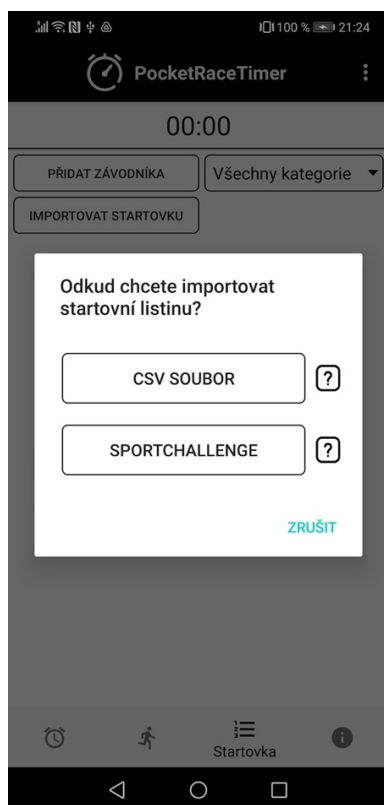 100 % 21:24
PocketRaceTimer
00:00
PŘIDAT ZÁVODNÍKA
Všechny kategorie
IMPORTOVAT STARTOVKU
Odkud chcete importovat
startovní listinu?
CSV SOUBOR
?
SPORTCHALLENGE
?
ZRUŠIT
Startovka